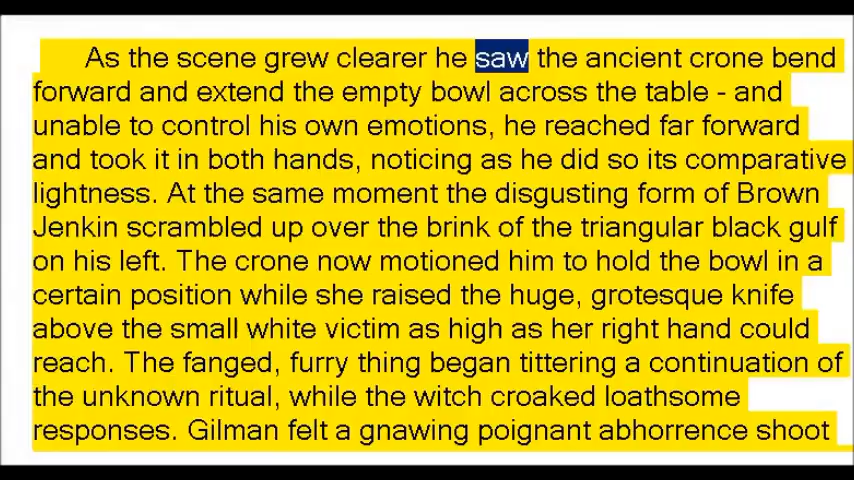 As the scene grew clearer he saw the ancient crone bend
forward and extend the empty bowl across the table - and
unable to control his own emotions, he reached far forward
and took it in both hands, noticing as he did so its comparative
lightness. At the same moment the disgusting form of Brown
Jenkin scrambled up over the brink of the triangular black gulf
on his left. The crone now motioned him to hold the bowl in a
certain position while she raised the huge, grotesque knife
above the small white victim as high as her right hand could
reach. The fanged, furry thing began tittering a continuation of
the unknown ritual, while the witch croaked loathsome
responses. Gilman felt a gnawing poignant abhorrence shoot